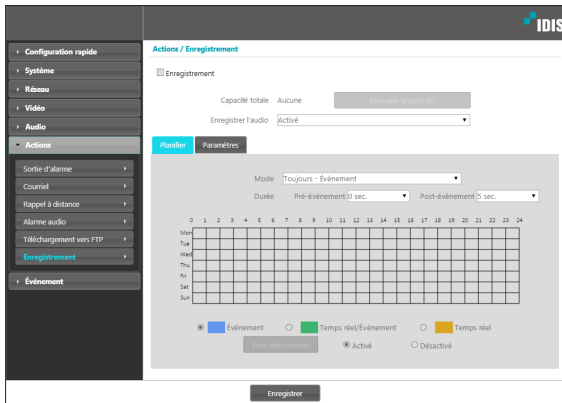 IDIS
Configuration rapide
Système
Réseau
Vidéo
Audio
Actions
Sortie d'alarme
Courriel
Rappel à distance
Alarme audio
Téléchargement vers FTP
Enregistrement
Événement
Actions / Enregistrement
Enregistrement
Capacité totale Aucune Formater la carte SD
Enregistrer l'audio Activé
Planifier Paramètres
Mode Toujours - Événement
Durée Pré-événement 0 sec. Post-événement 5 sec.
0 1 2 3 4 5 6 7 8 9 10 11 12 13 14 15 16 17 18 19 20 21 22 23 24
Mon
Tue
Wed
Thu
Fri
Sat
Sun
Événement Temps réel/Événement Temps réel
Tout sélectionner Activé Désactivé
Enregistrer